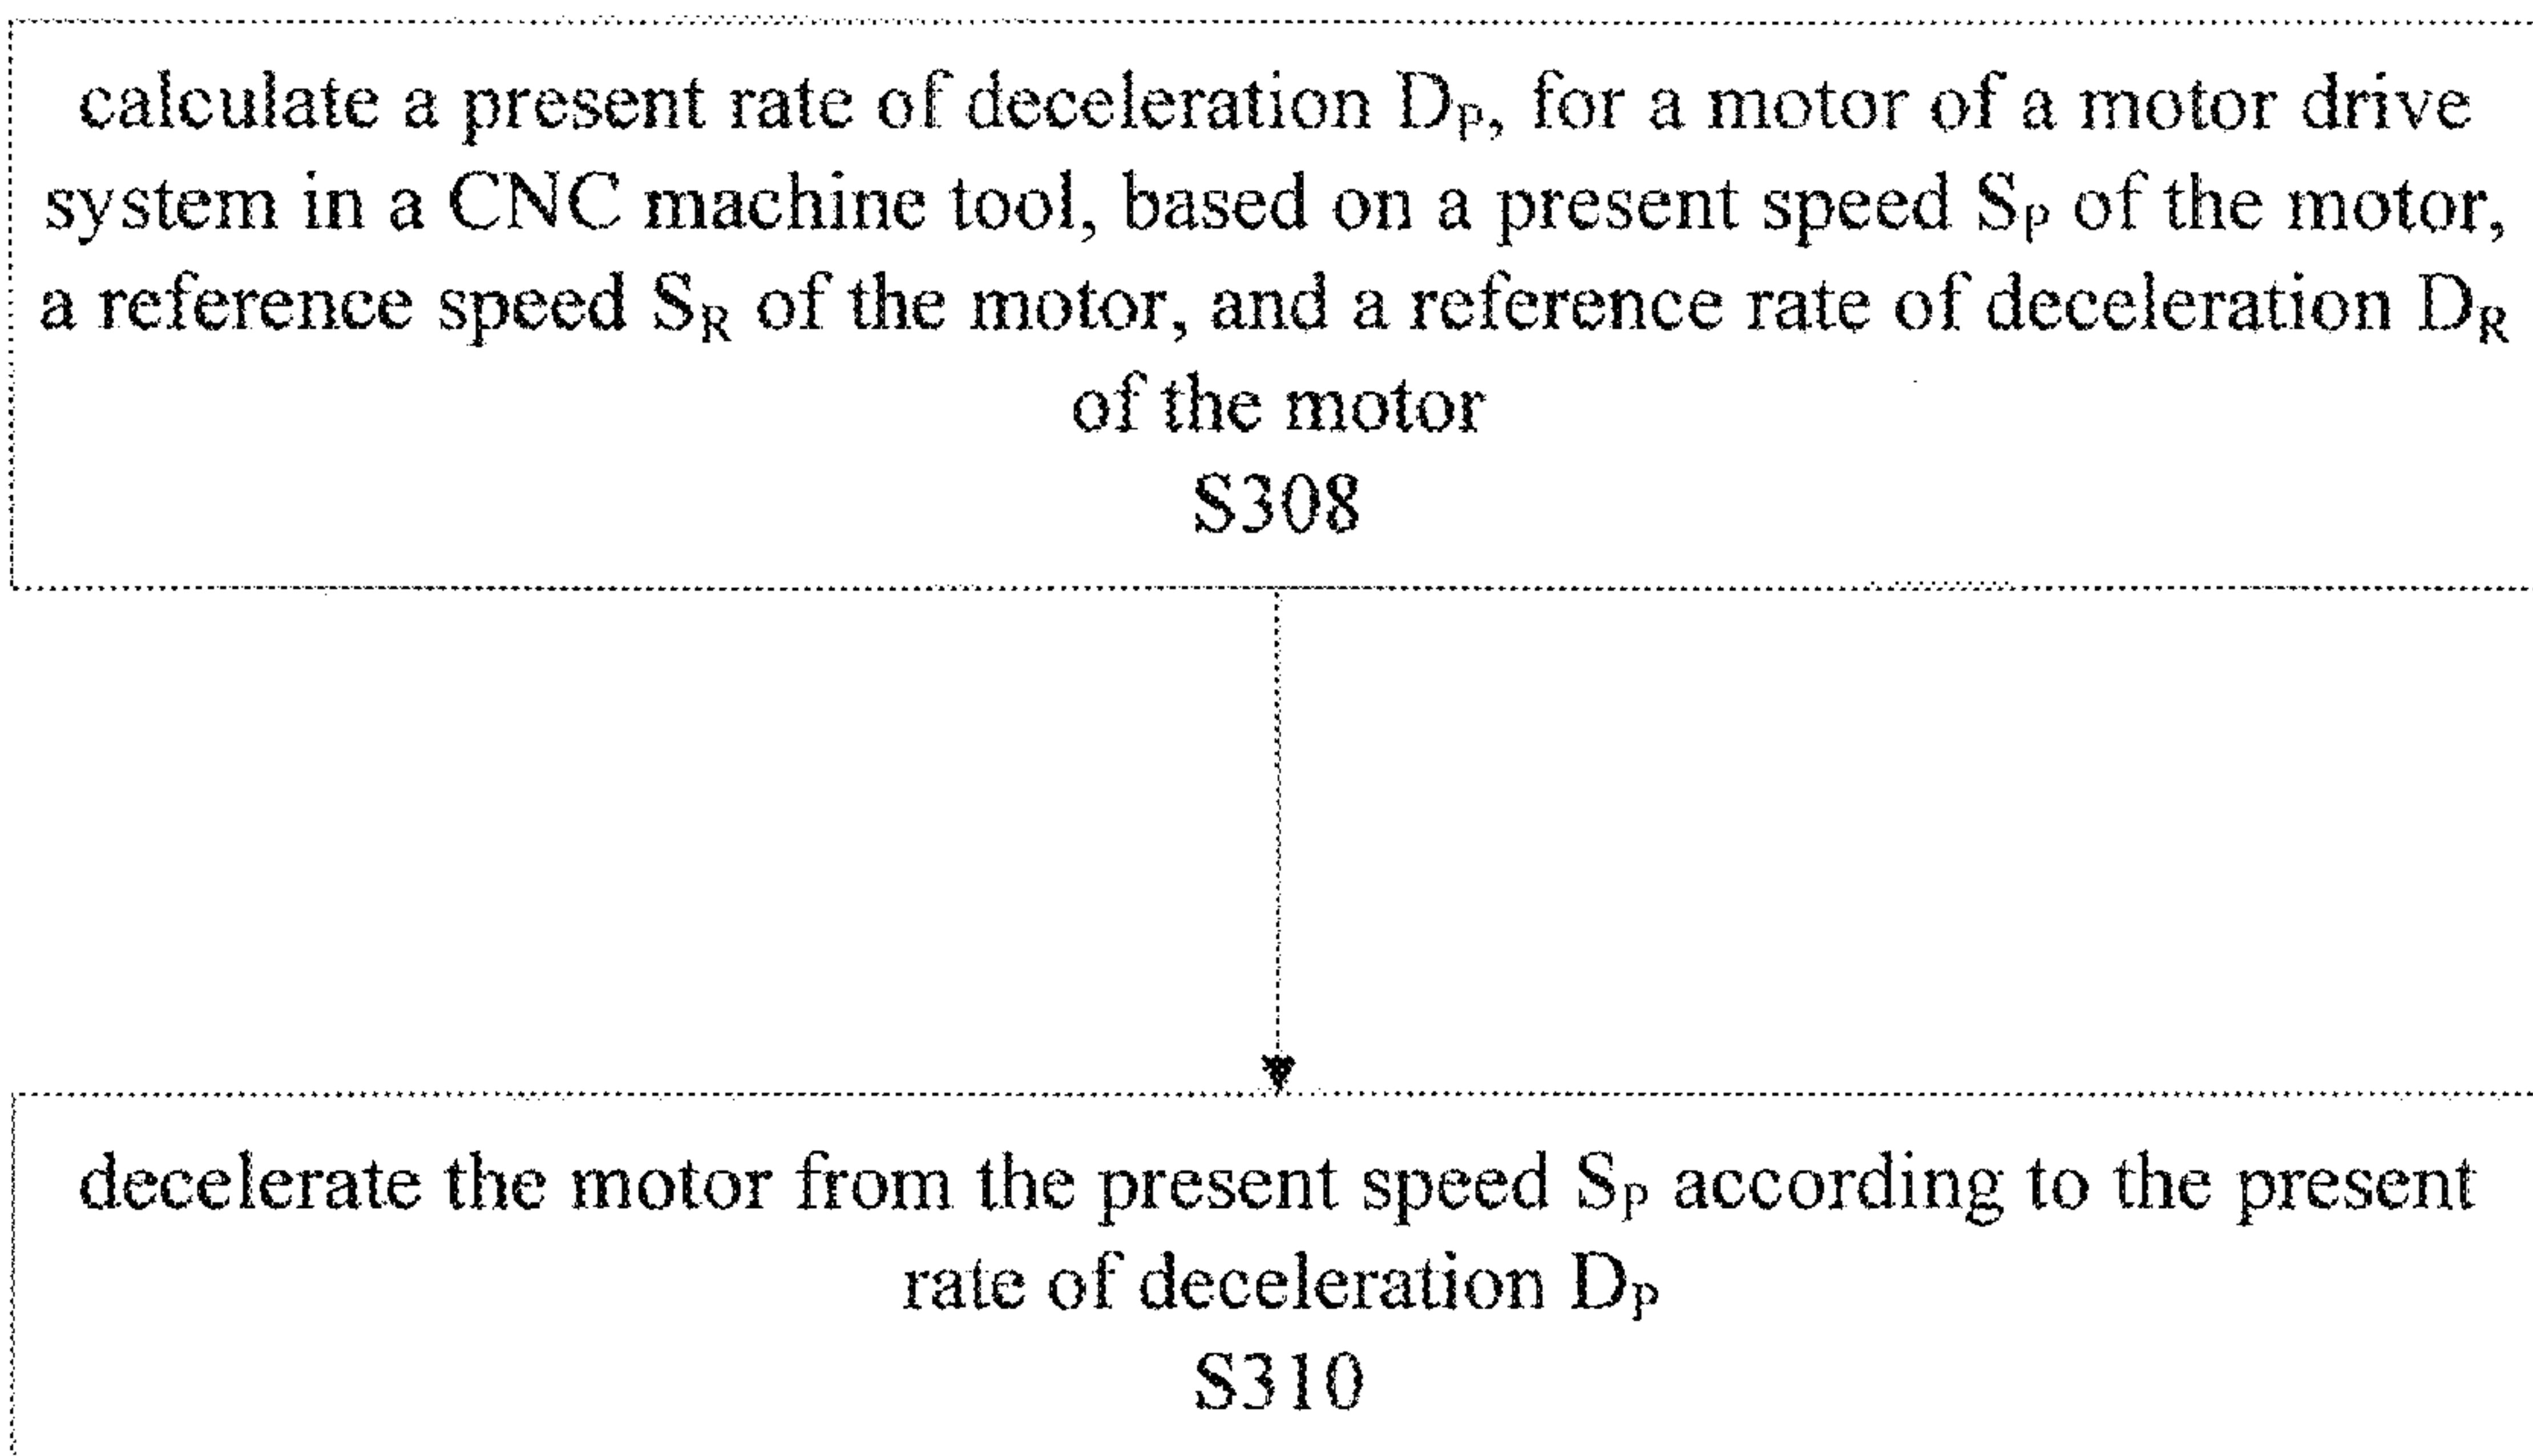 calculate a present rate of deceleration Dₚ, for a motor of a motor drive
system in a CNC machine tool, based on a present speed Sₚ of the motor,
a reference speed S_R of the motor, and a reference rate of deceleration D_R
of the motor
S308
decelerate the motor from the present speed Sₚ according to the present
rate of deceleration Dₚ
S310